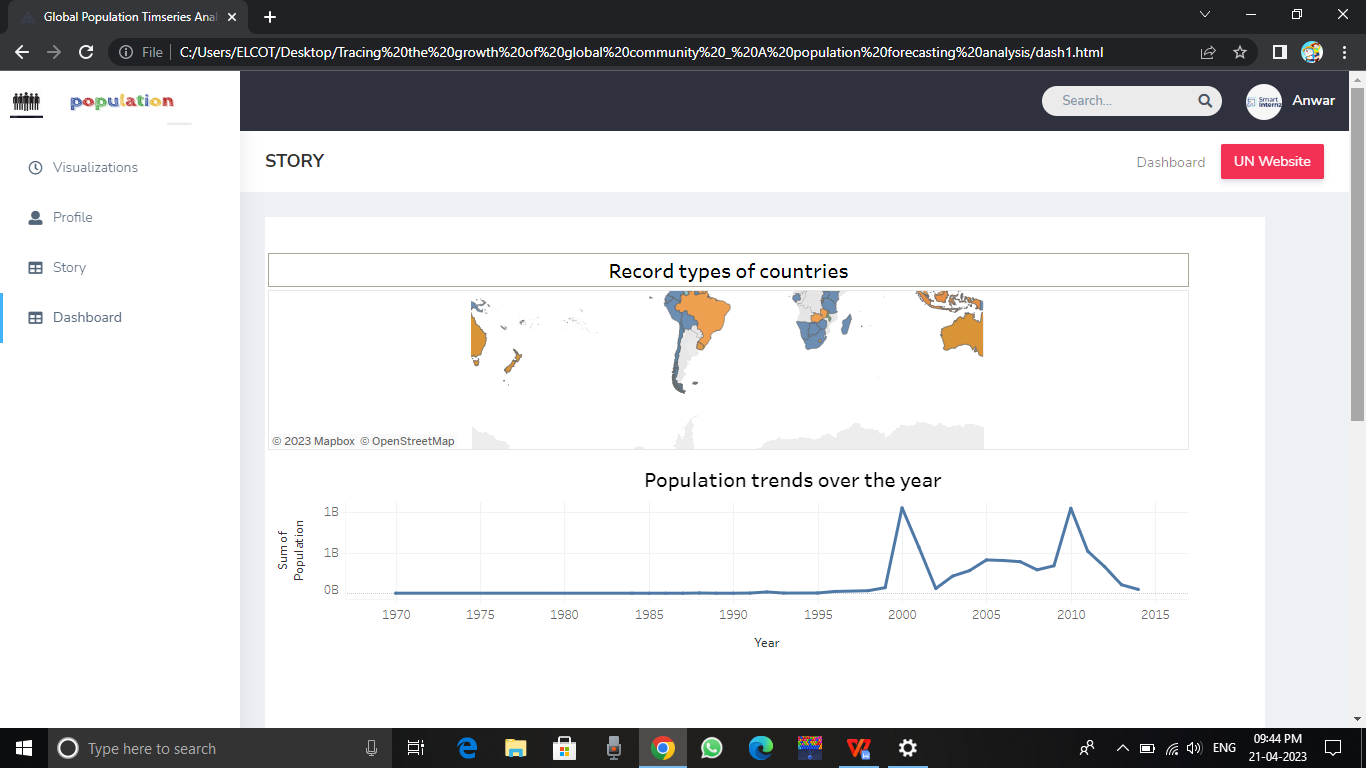 Global Population Timseries Anal
File
C:/Users/ELCOT/Desktop/Tracing%20the%20growth%20of%20global%20community%20_%20A%20population%20forecasting%20analysis/dash1.html
population
Search...
Smart
Internz
Anwar
Visualizations
Profile
Story
Dashboard
STORY
Dashboard
UN Website
Record types of countries
© 2023 Mapbox © OpenStreetMap
Population trends over the year
Sum of
Population
1B
1B
0B
1970 1975 1980 1985 1990 1995 2000 2005 2010 2015
Year
Type here to search
ENG
09:44 PM
21-04-2023